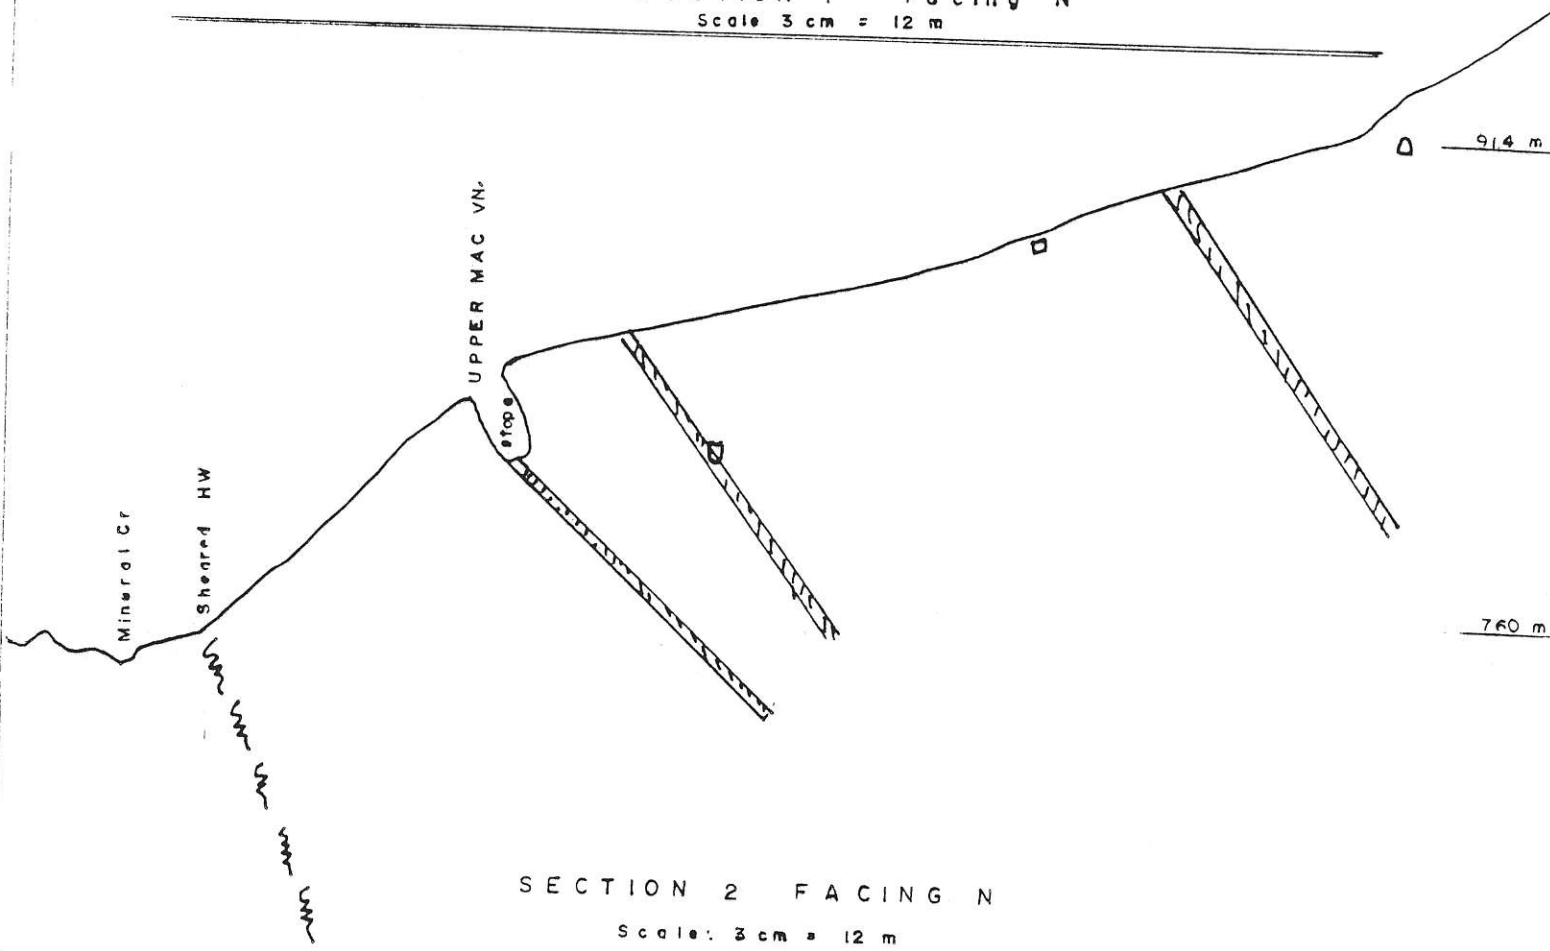 Facing N
Scale 3 cm = 12 m
914 m
UPPER MAC VN.
Stope
Sheared HW
Mineral Cr
760 m
SECTION 2 FACING N
Scale: 3 cm = 12 m